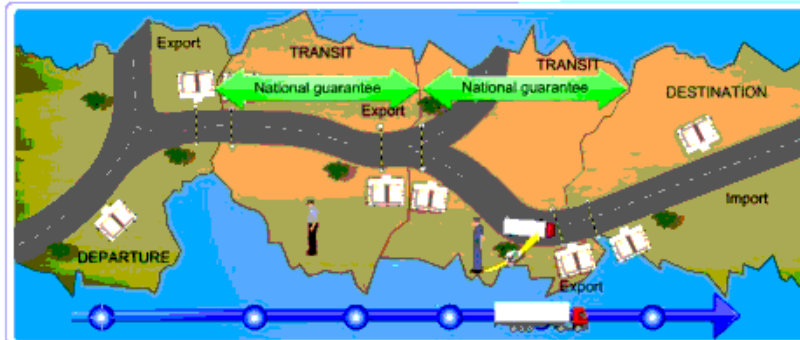 Export
TRANSIT
TRANSIT
National guarantee
National guarantee
DESTINATION
Export
Import
DEPARTURE
Export